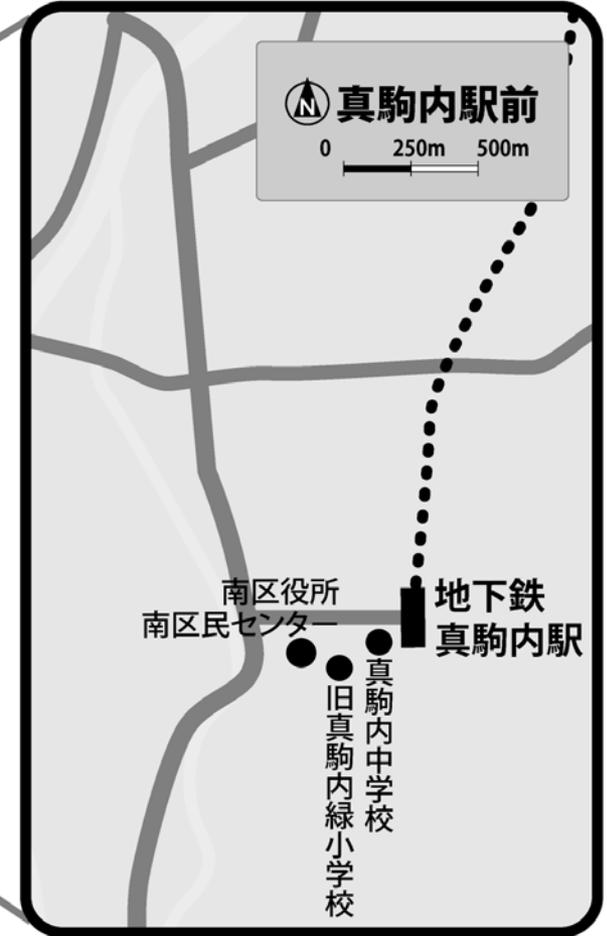 N 真駒内駅前
0 250m 500m
南区役所
南区民センター
地下鉄
真駒内駅
真駒内中学校
旧真駒内緑小学校